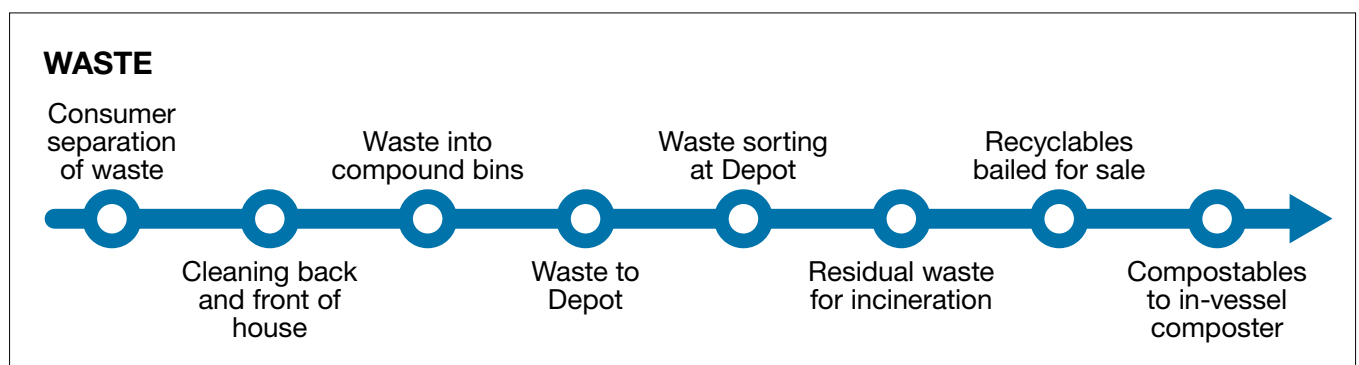 WASTE
Consumer
separation
of waste
Cleaning back
and front of
house
Waste into
compound bins
Waste to
Depot
Waste sorting
at Depot
Residual waste
for incineration
Recyclables
bailed for sale
Compostables
to in-vessel
composter